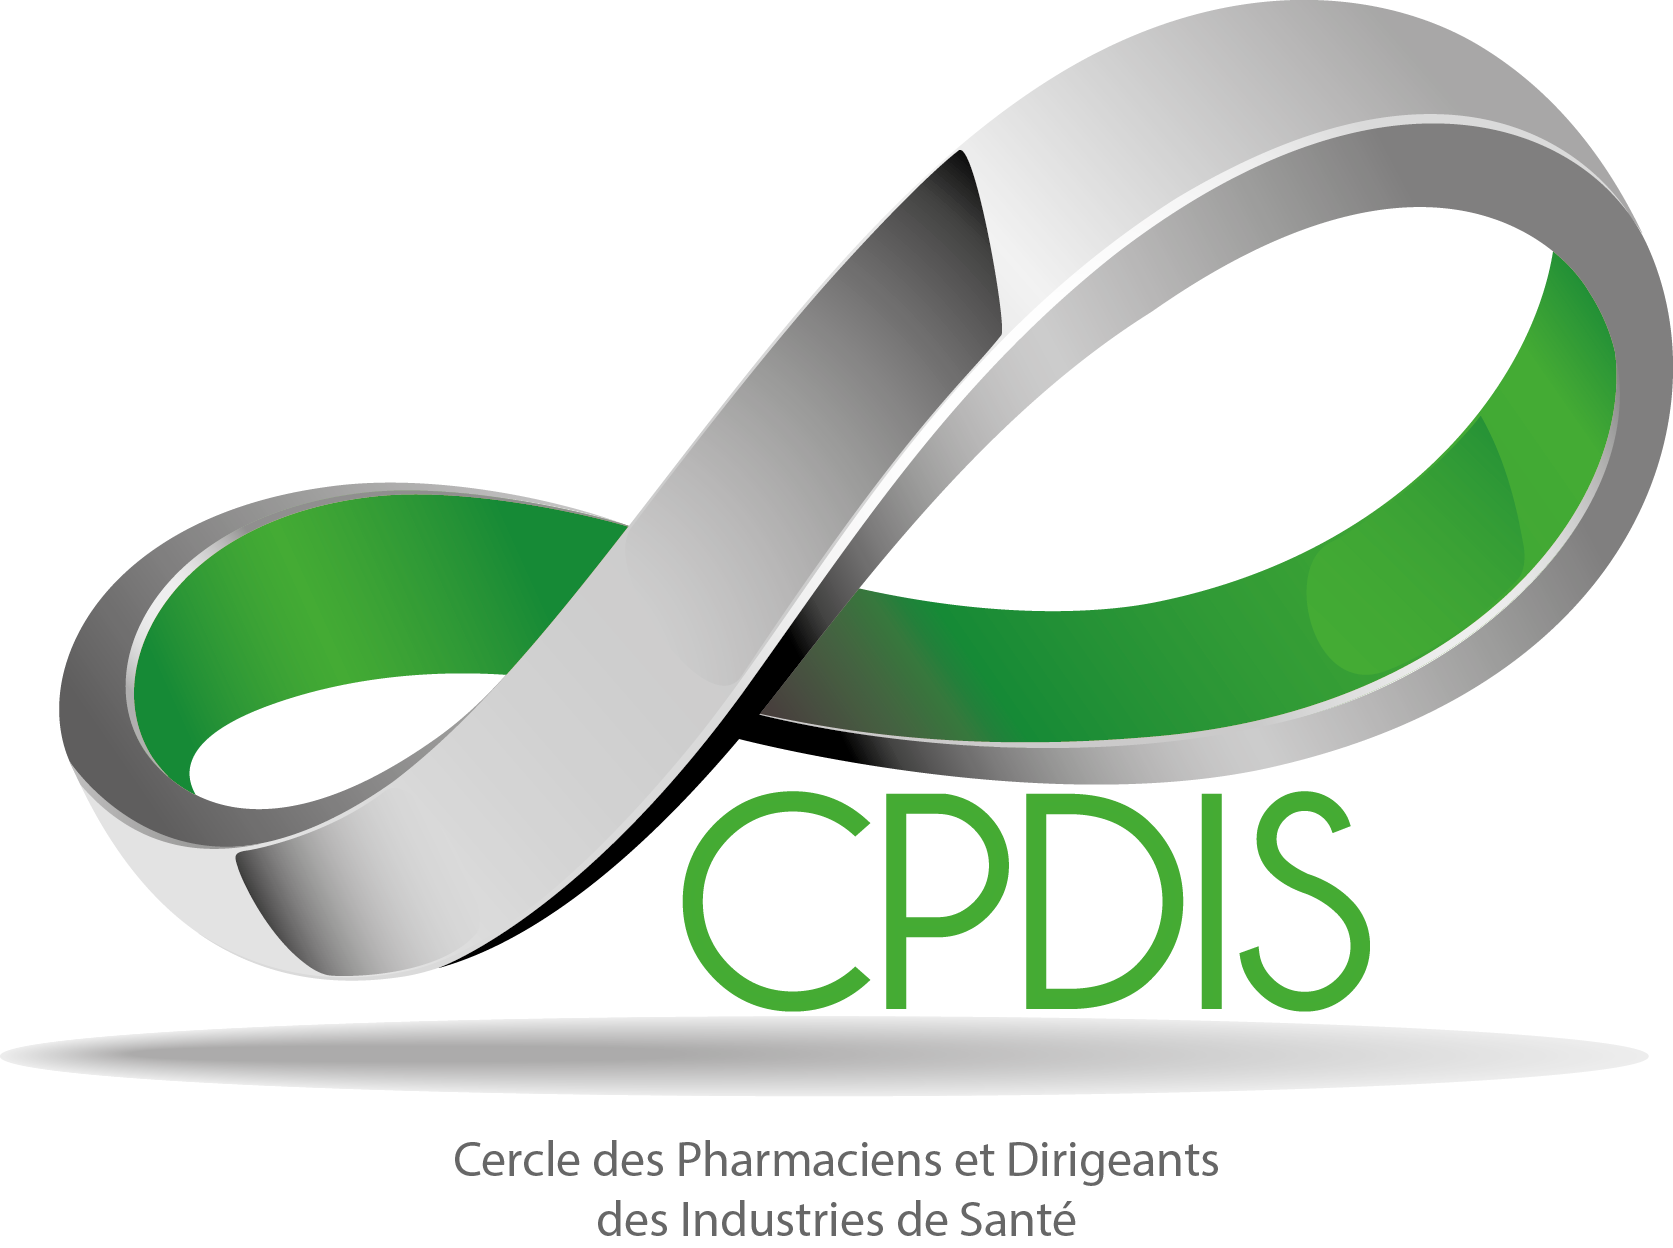 CPDIS
Cercle des Pharmaciens et Dirigeants
des Industries de Santé